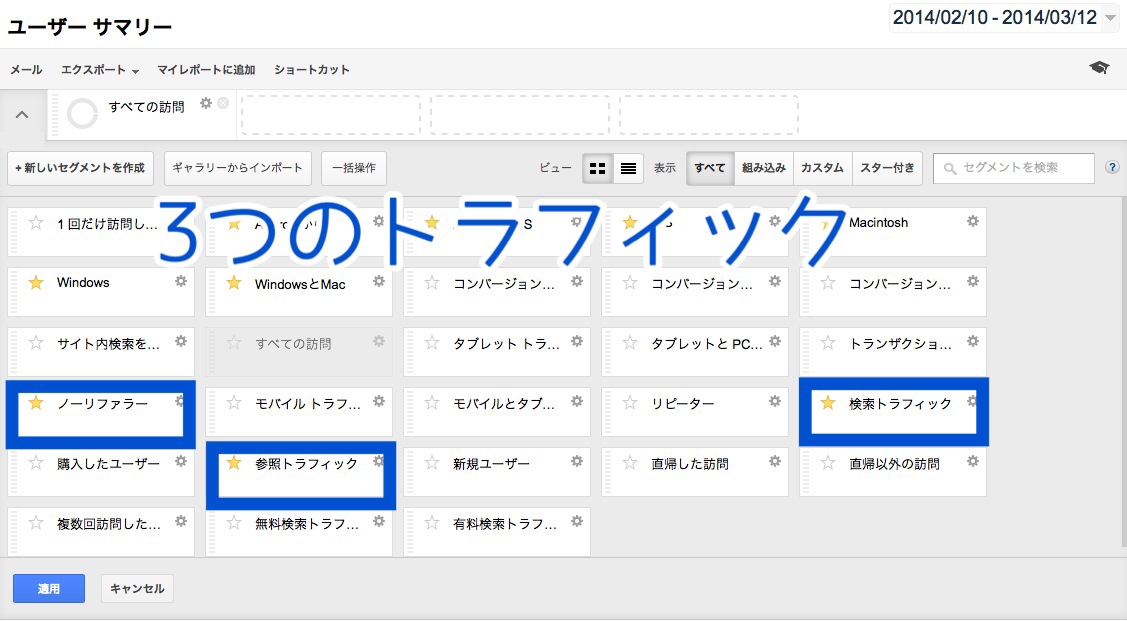 ユーザー サマリー
2014/02/10 - 2014/03/12
メール エクスポート マイレポートに追加 ショートカット
すべての訪問
+新しいセグメントを作成 ギャラリーからインポート 一括操作 ビュー 表示 すべて 組み込み カスタム スター付き セグメントを検索 ?
3つのトラフィック
1 回だけ訪問し... S Macintosh
Windows WindowsとMac コンバージョン... コンバージョン... コンバージョン...
サイト内検索を... すべての訪問 タブレット トラ... タブレットと PC... トランザクショ...
ノーリファラー モバイル トラフ... モバイルとタブ... リピーター 検索トラフィック
購入したユーザー 参照トラフィック 新規ユーザー 直帰した訪問 直帰以外の訪問
複数回訪問した... 無料検索トラフ... 有料検索トラフ...
適用 キャンセル